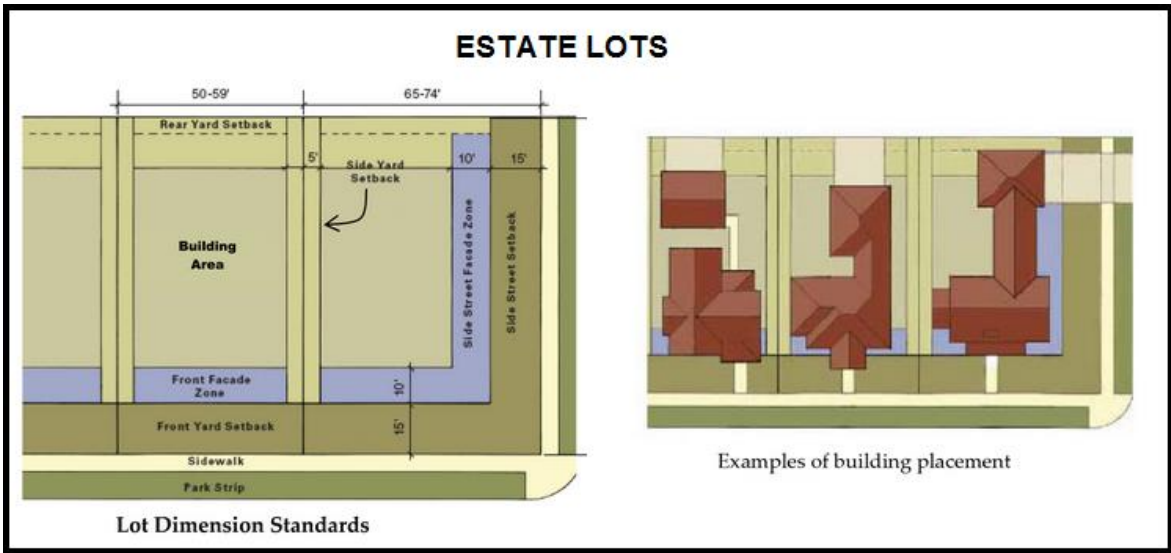 ESTATE LOTS
50-59'
65-74'
Rear Yard Setback
5'
Side Yard
Setback
10'
15'
Building
Area
Side Street Facade Zone
Side Street Setback
Front Facade
Zone
10'
Front Yard Setback
15'
Sidewalk
Park Strip
Lot Dimension Standards
Examples of building placement